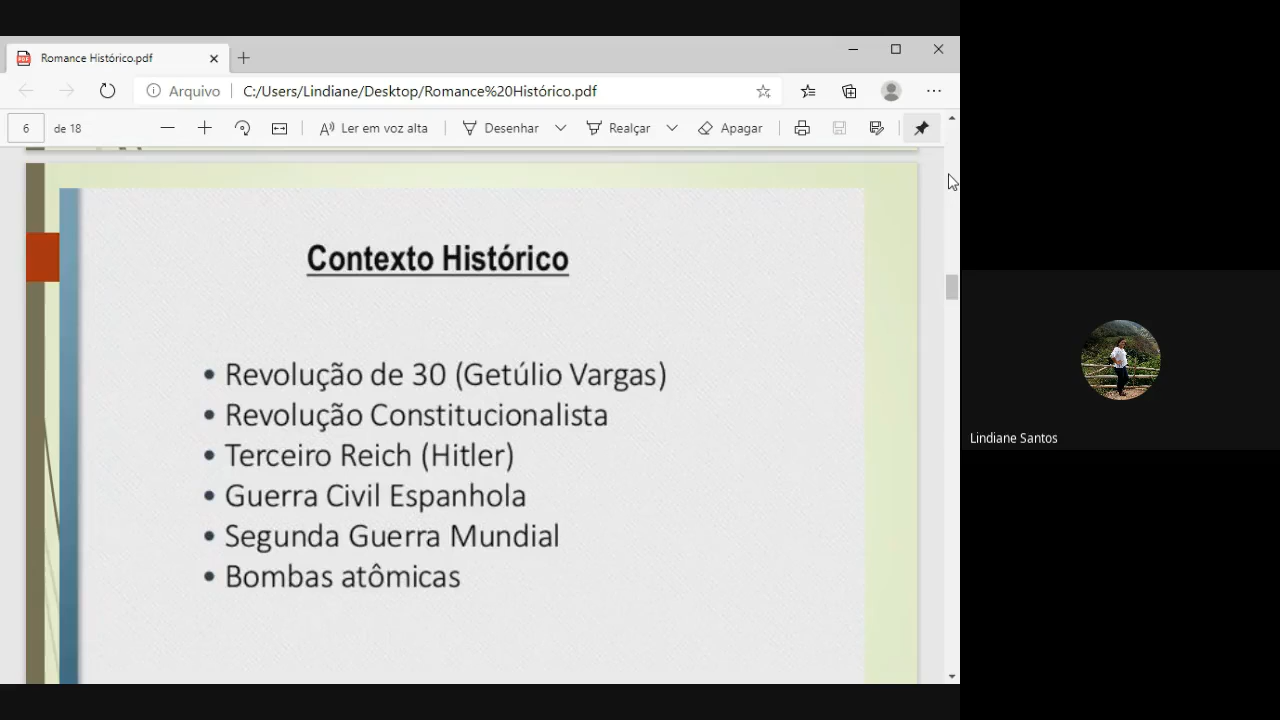 Romance Histórico.pdf
Arquivo
C:/Users/Lindiane/Desktop/Romance%20Histórico.pdf
6 de 18
Ler em voz alta
Desenhar
Realçar
Apagar
Contexto Histórico
• Revolução de 30 (Getúlio Vargas)
• Revolução Constitucionalista
• Terceiro Reich (Hitler)
• Guerra Civil Espanhola
• Segunda Guerra Mundial
• Bombas atômicas
Lindiane Santos